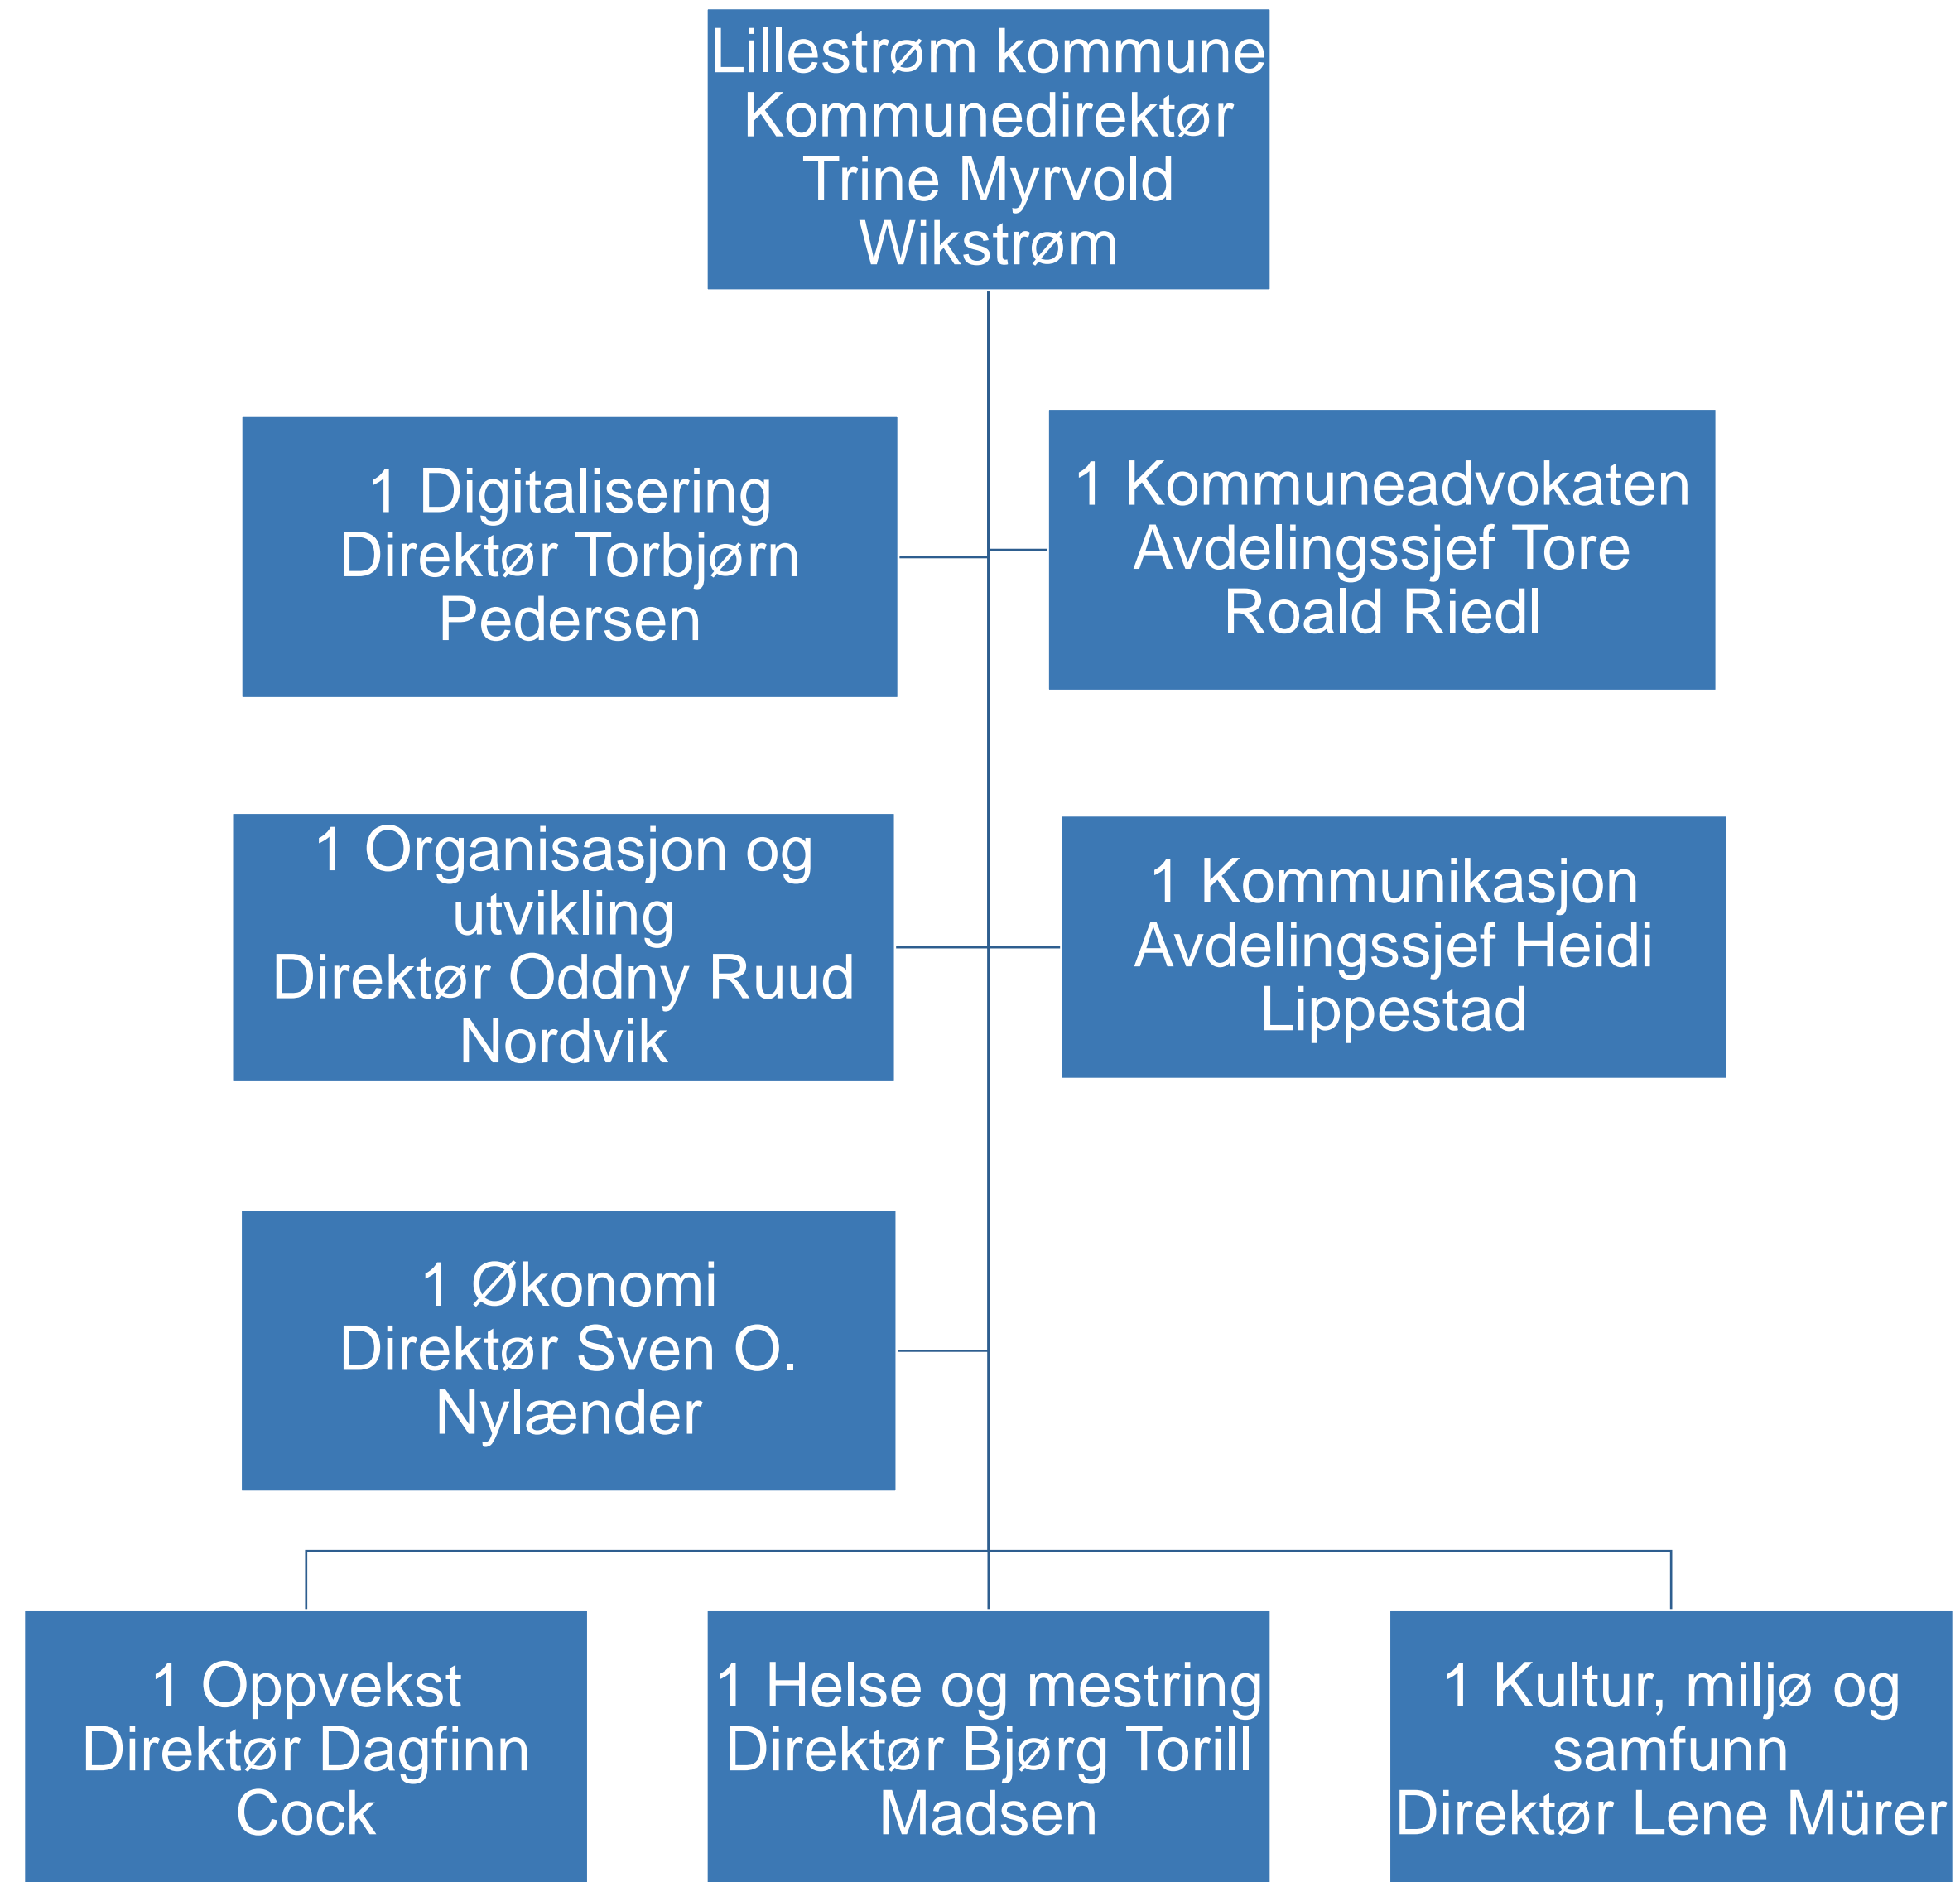 Lillestrøm kommune
Kommunedirektør
Trine Myrvold
Wikstrøm
1 Digitalisering
Direktør Torbjørn
Pedersen
1 Kommuneadvokaten
Avdelingssjef Tore
Roald Riedl
1 Organisasjon og
utvikling
Direktør Oddny Ruud
Nordvik
1 Kommunikasjon
Avdelingssjef Heidi
Lippestad
1 Økonomi
Direktør Sven O.
Nylænder
1 Oppvekst
Direktør Dagfinn
Cock
1 Helse og mestring
Direktør Bjørg Torill
Madsen
1 Kultur, miljø og
samfunn
Direktør Lene Mürer